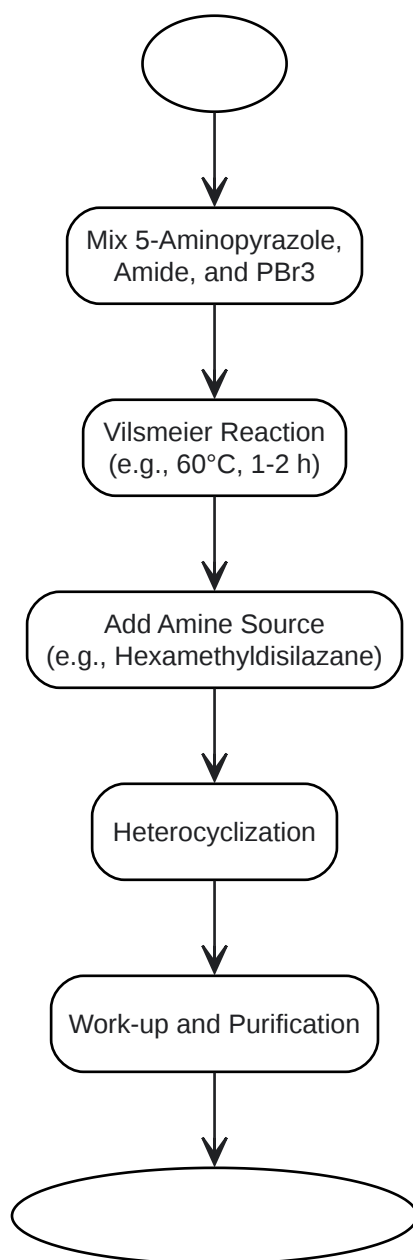 Mix 5-Aminopyrazole,
Amide, and PBr3
Vilsmeier Reaction
(e.g., 60°C, 1-2 h)
Add Amine Source
(e.g., Hexamethyldisilazane)
Heterocyclization
Work-up and Purification